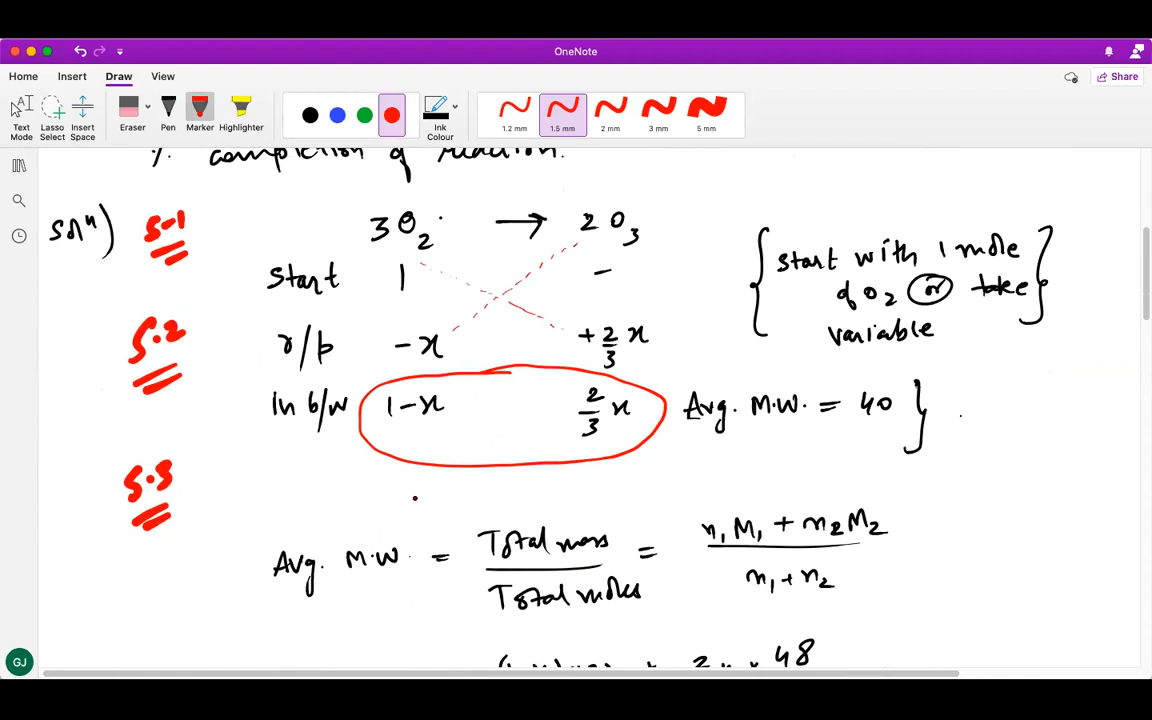 OneNote
Home Insert Draw View
Share
Text Mode
Lasso Select
Insert Space
Eraser
Pen
Marker
Highlighter
Ink Colour
1.2 mm
1.5 mm
2 mm
3 mm
5 mm
% completion of reaction.
Solⁿ) S-1 3O₂ → 2O₃
start 1 –
{start with 1 mole
of O₂ or take
variable}
S.2 r/p -x +2/3 x
in b/w 1-x 2/3 x Avg. M.W. = 40 }
S.3
Avg. M.W. = Total mass / Total moles = n₁M₁ + n₂M₂ / n₁+n₂
48
GJ